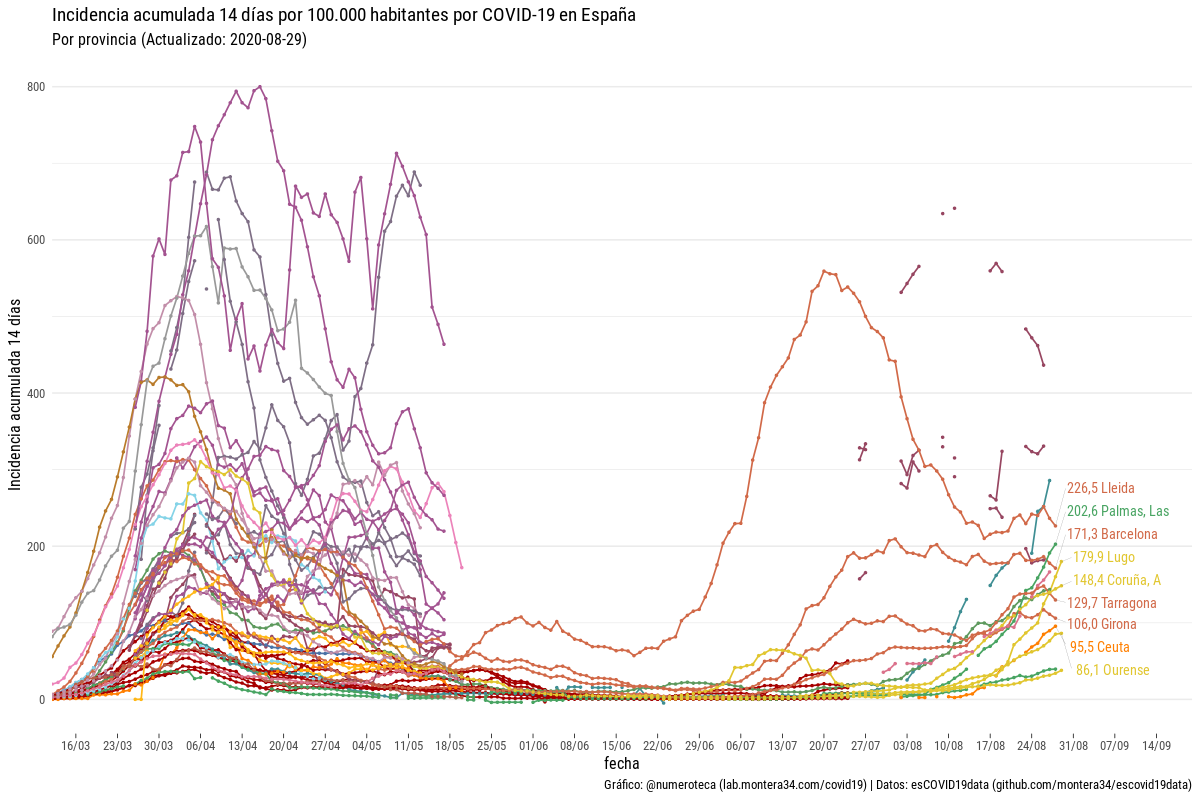 Incidencia acumulada 14 días por 100.000 habitantes por COVID-19 en España
Por provincia (Actualizado: 2020-08-29)
Incidencia acumulada 14 días
800
600
400
200
0
226,5 Lleida
202,6 Palmas, Las
171,3 Barcelona
179,9 Lugo
148,4 Coruña, A
129,7 Tarragona
106,0 Girona
95,5 Ceuta
86,1 Ourense
16/03 23/03 30/03 06/04 13/04 20/04 27/04 04/05 11/05 18/05 25/05 01/06 08/06 15/06 22/06 29/06 06/07 13/07 20/07 27/07 03/08 10/08 17/08 24/08 31/08 07/09 14/09
fecha
Gráfico: @numeroteca (lab.montera34.com/covid19) | Datos: esCOVID19data (github.com/montera34/escovid19data)